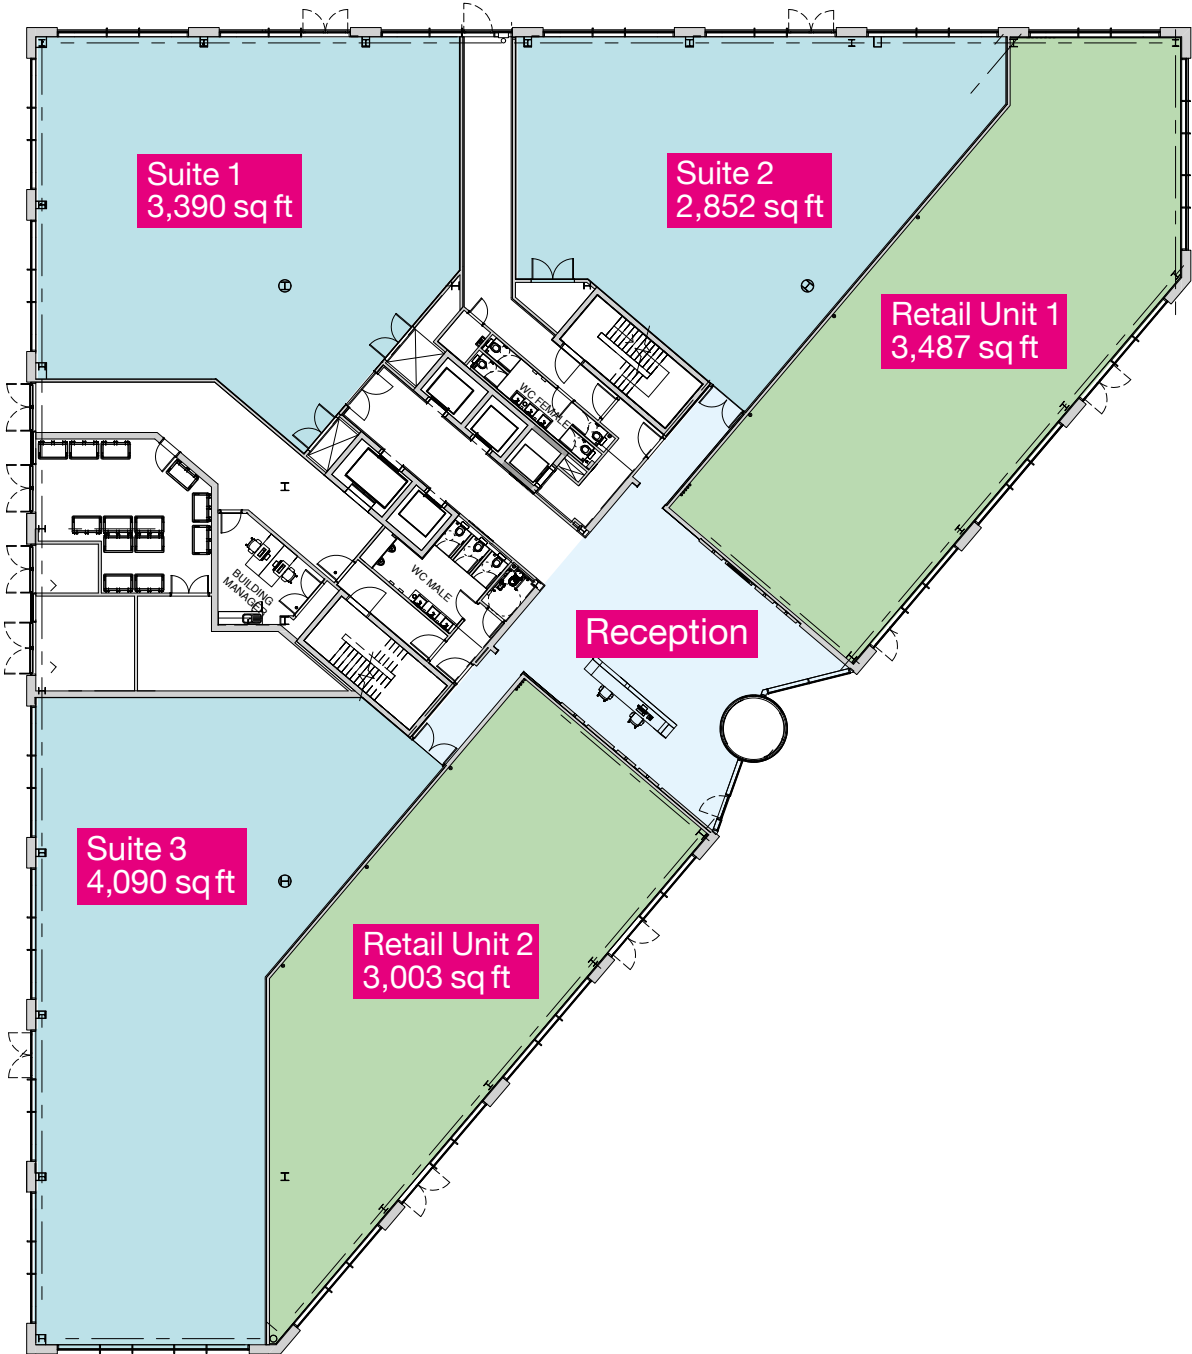 Suite 1
3,390 sq ft
Suite 2
2,852 sq ft
Retail Unit 1
3,487 sq ft
WC FEMALE
WC MALE
BUILDING
MANAGER
Reception
Suite 3
4,090 sq ft
Retail Unit 2
3,003 sq ft